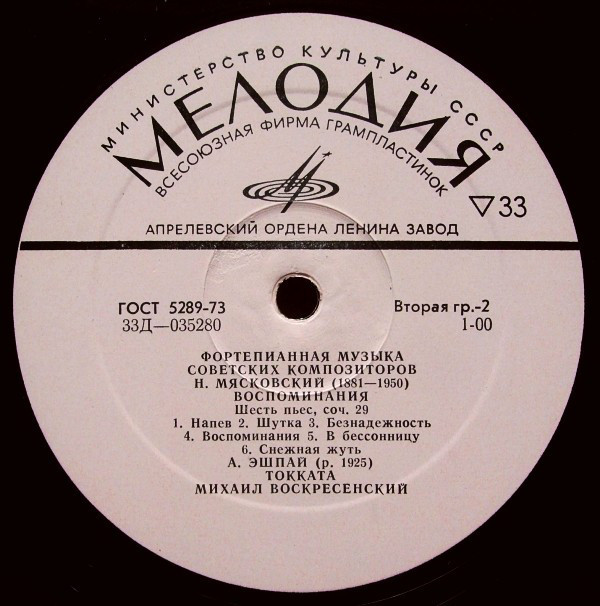 МИНИСТЕРСТВО КУЛЬТУРЫ СССР
МЕЛОДИЯ
ВСЕСОЮЗНАЯ ФИРМА ГРАМПЛАСТИНОК
▽33
АПРЕЛЕВСКИЙ ОРДЕНА ЛЕНИНА ЗАВОД
ГОСТ 5289-73
Вторая гр.-2
33Д—035280
1-00
ФОРТЕПИАННАЯ МУЗЫКА
СОВЕТСКИХ КОМПОЗИТОРОВ
Н. МЯСКОВСКИЙ (1881—1950)
ВОСПОМИНАНИЯ
Шесть пьес, соч. 29
1. Напев 2. Шутка 3. Безнадежность
4. Воспоминания 5. В бессонницу
6. Снежная жуть
А. ЭШПАЙ (р. 1925)
ТОККАТА
МИХАИЛ ВОСКРЕСЕНСКИЙ